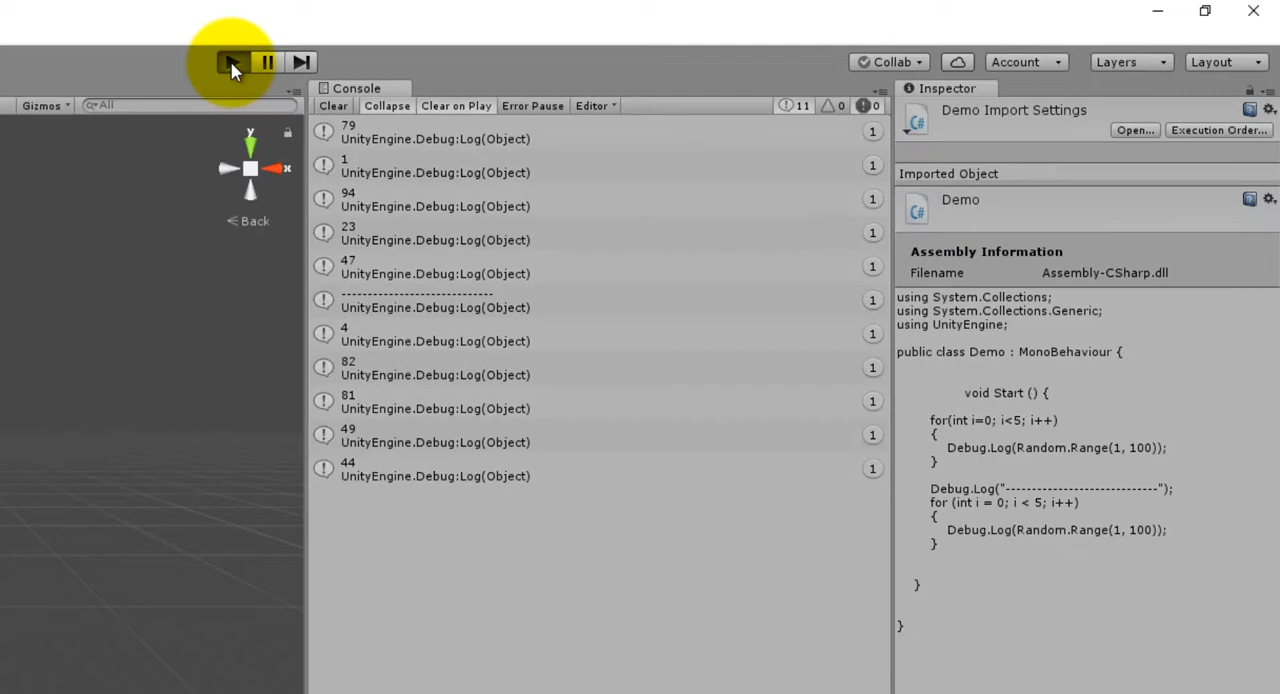 Collab
Account
Layers
Layout
Gizmos
All
y
x
Back
Console
Clear
Collapse
Clear on Play
Error Pause
Editor
11
0
0
79
UnityEngine.Debug:Log(Object)
1
1
UnityEngine.Debug:Log(Object)
1
94
UnityEngine.Debug:Log(Object)
1
23
UnityEngine.Debug:Log(Object)
1
47
UnityEngine.Debug:Log(Object)
1
-----------------------------
UnityEngine.Debug:Log(Object)
1
4
UnityEngine.Debug:Log(Object)
1
82
UnityEngine.Debug:Log(Object)
1
81
UnityEngine.Debug:Log(Object)
1
49
UnityEngine.Debug:Log(Object)
1
44
UnityEngine.Debug:Log(Object)
1
Inspector
Demo Import Settings
C#
Open...
Execution Order...
Imported Object
Demo
C#
Assembly Information
Filename Assembly-CSharp.dll
using System.Collections;
using System.Collections.Generic;
using UnityEngine;
public class Demo : MonoBehaviour {
void Start () {
for(int i=0; i<5; i++)
{
Debug.Log(Random.Range(1, 100));
}
Debug.Log("-----------------------------");
for (int i = 0; i < 5; i++)
{
Debug.Log(Random.Range(1, 100));
}
}
}